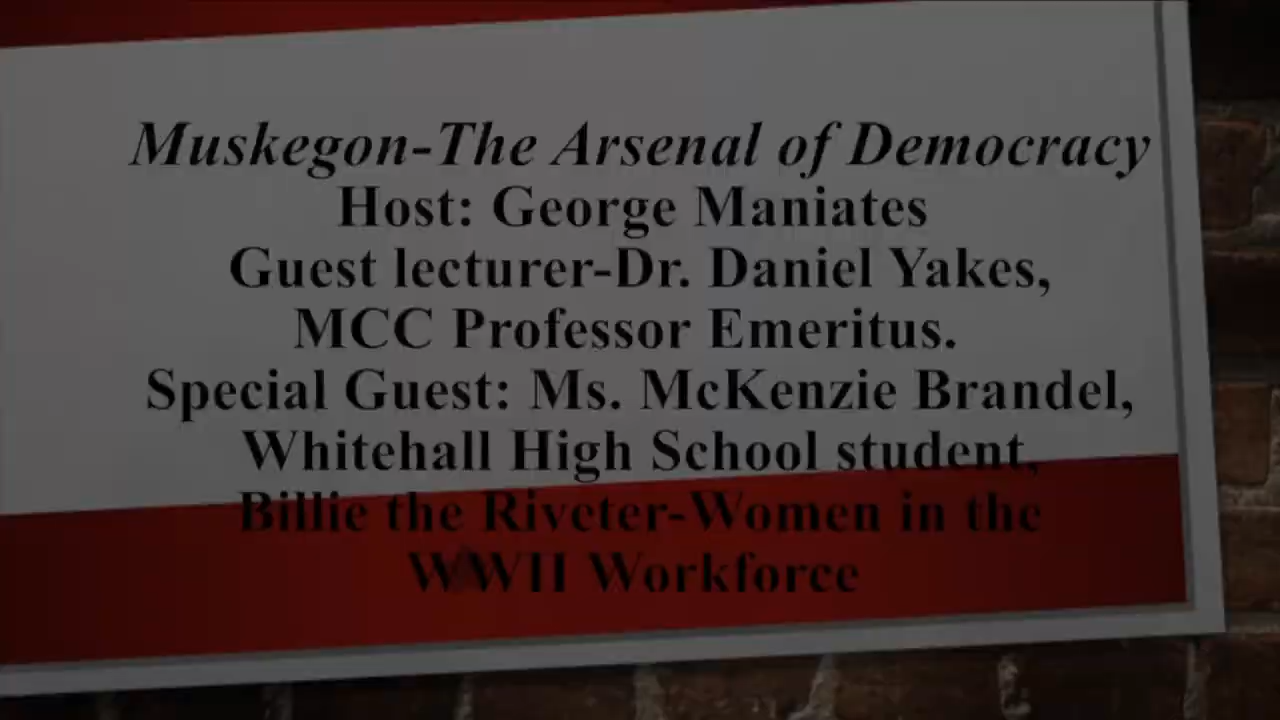 Muskegon-The Arsenal of Democracy
Host: George Maniates
Guest lecturer-Dr. Daniel Yakes,
MCC Professor Emeritus.
Special Guest: Ms. McKenzie Brandel,
Whitehall High School student,
Billie the Riveter-Women in the
WWII Workforce